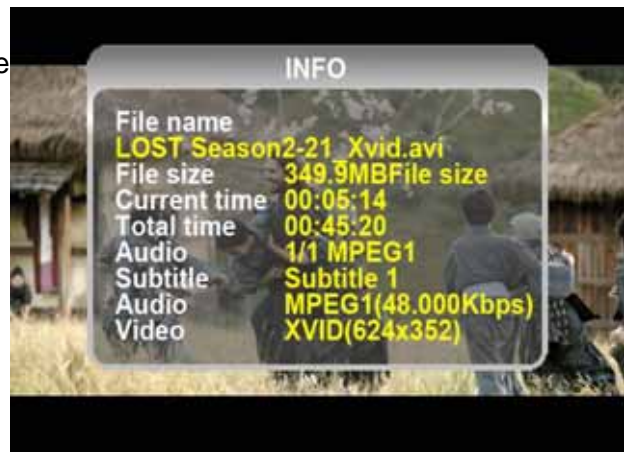 e
INFO
File name
LOST Season2-21_Xvid.avi
File size 349.9MBFile size
Current time 00:05:14
Total time 00:45:20
Audio 1/1 MPEG1
Subtitle Subtitle 1
Audio MPEG1(48.000Kbps)
Video XVID(624x352)